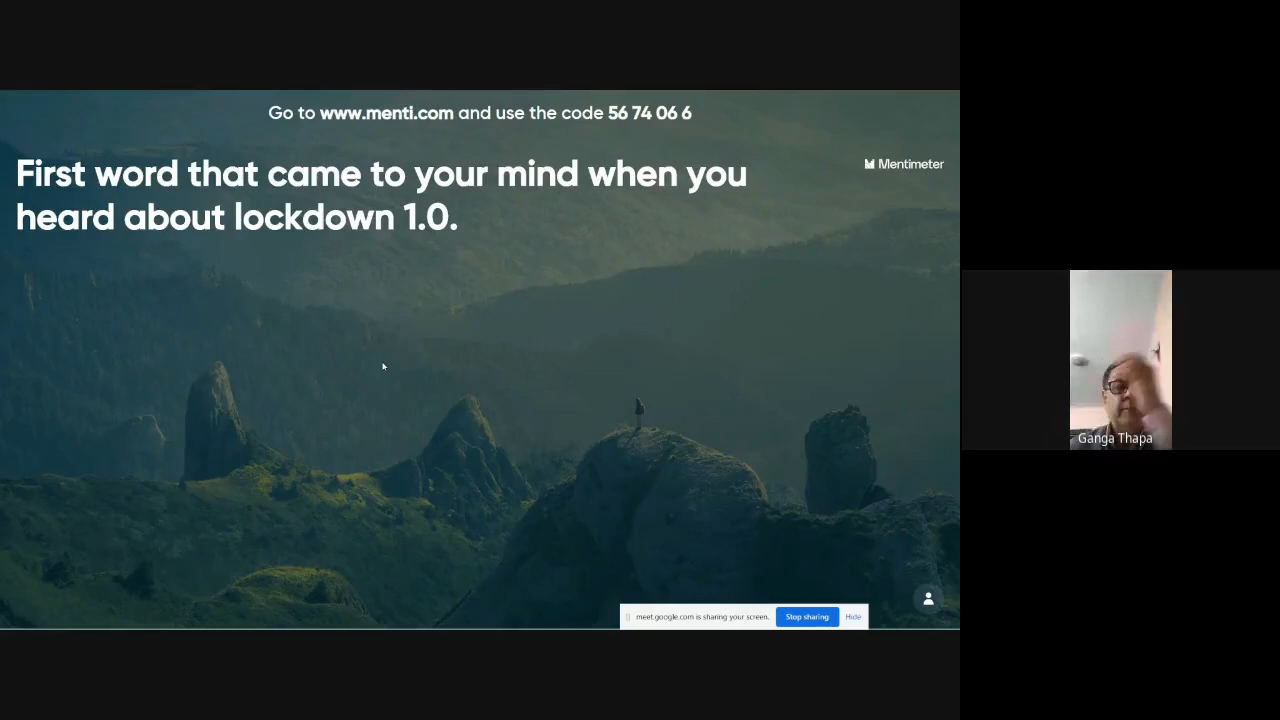 Go to www.menti.com and use the code 56 74 06 6
Mentimeter
First word that came to your mind when you
heard about lockdown 1.0.
Ganga Thapa
meet.google.com is sharing your screen. Stop sharing Hide